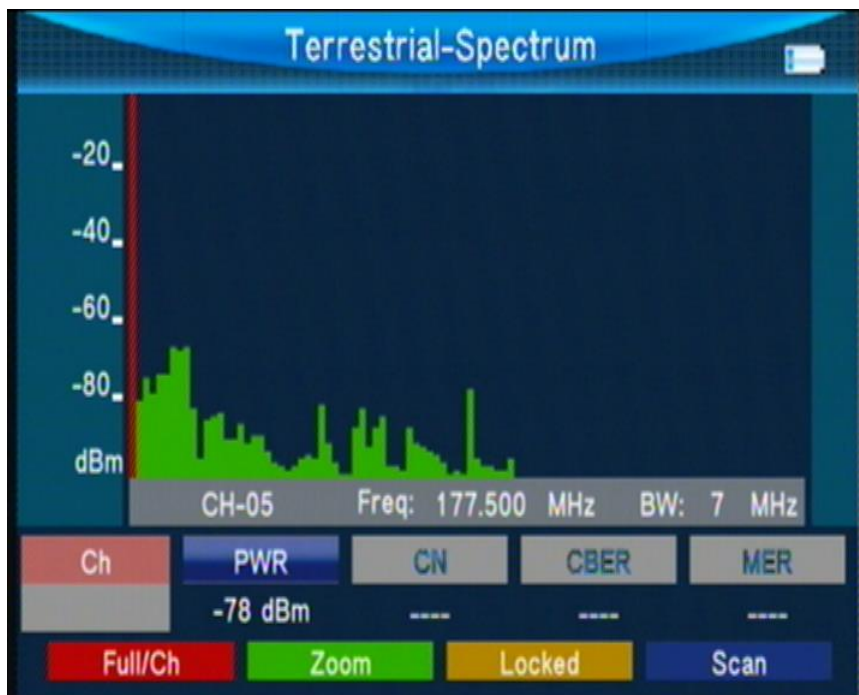 Terrestrial-Spectrum
-20
-40
-60
-80
dBm
CH-05 Freq: 177.500 MHz BW: 7 MHz
Ch PWR CN CBER MER
-78 dBm ---- ---- ----
Full/Ch Zoom Locked Scan